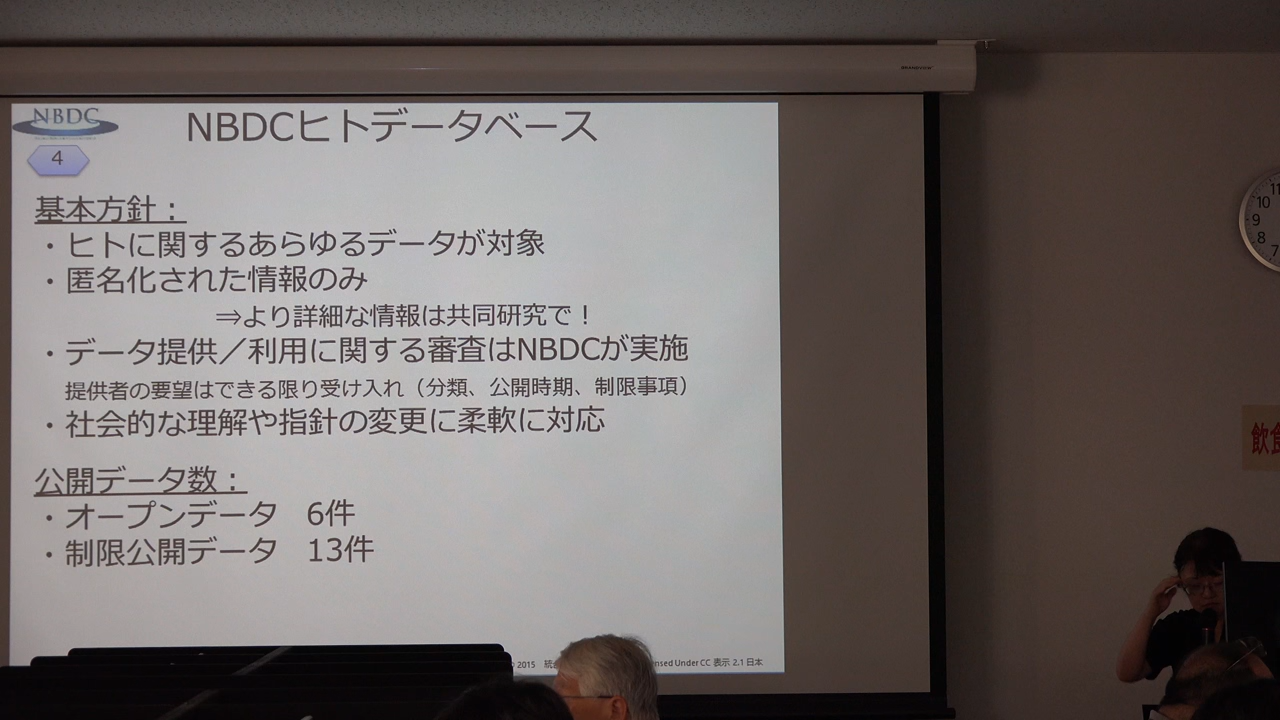 NBDC
NBDCヒトデータベース
4
基本方針：
・ヒトに関するあらゆるデータが対象
・匿名化された情報のみ
⇒より詳細な情報は共同研究で！
・データ提供／利用に関する審査はNBDCが実施
提供者の要望はできる限り受け入れ（分類、公開時期、制限事項）
・社会的な理解や指針の変更に柔軟に対応
公開データ数：
・オープンデータ　6件
・制限公開データ　13件
2015 統 Under CC 表示 2.1 日本
11
10
9
8
7
飲